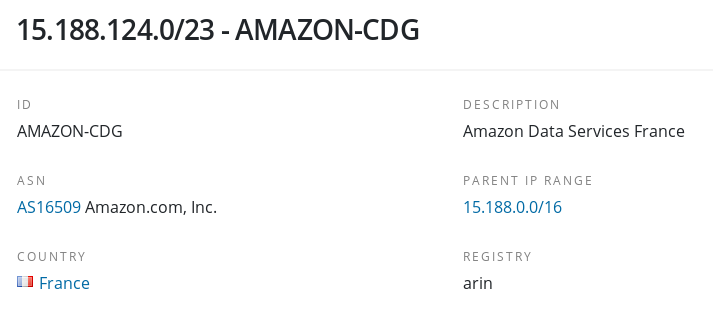 15.188.124.0/23 - AMAZON-CDG
ID
AMAZON-CDG
DESCRIPTION
Amazon Data Services France
ASN
AS16509 Amazon.com, Inc.
PARENT IP RANGE
15.188.0.0/16
COUNTRY
France
REGISTRY
arin